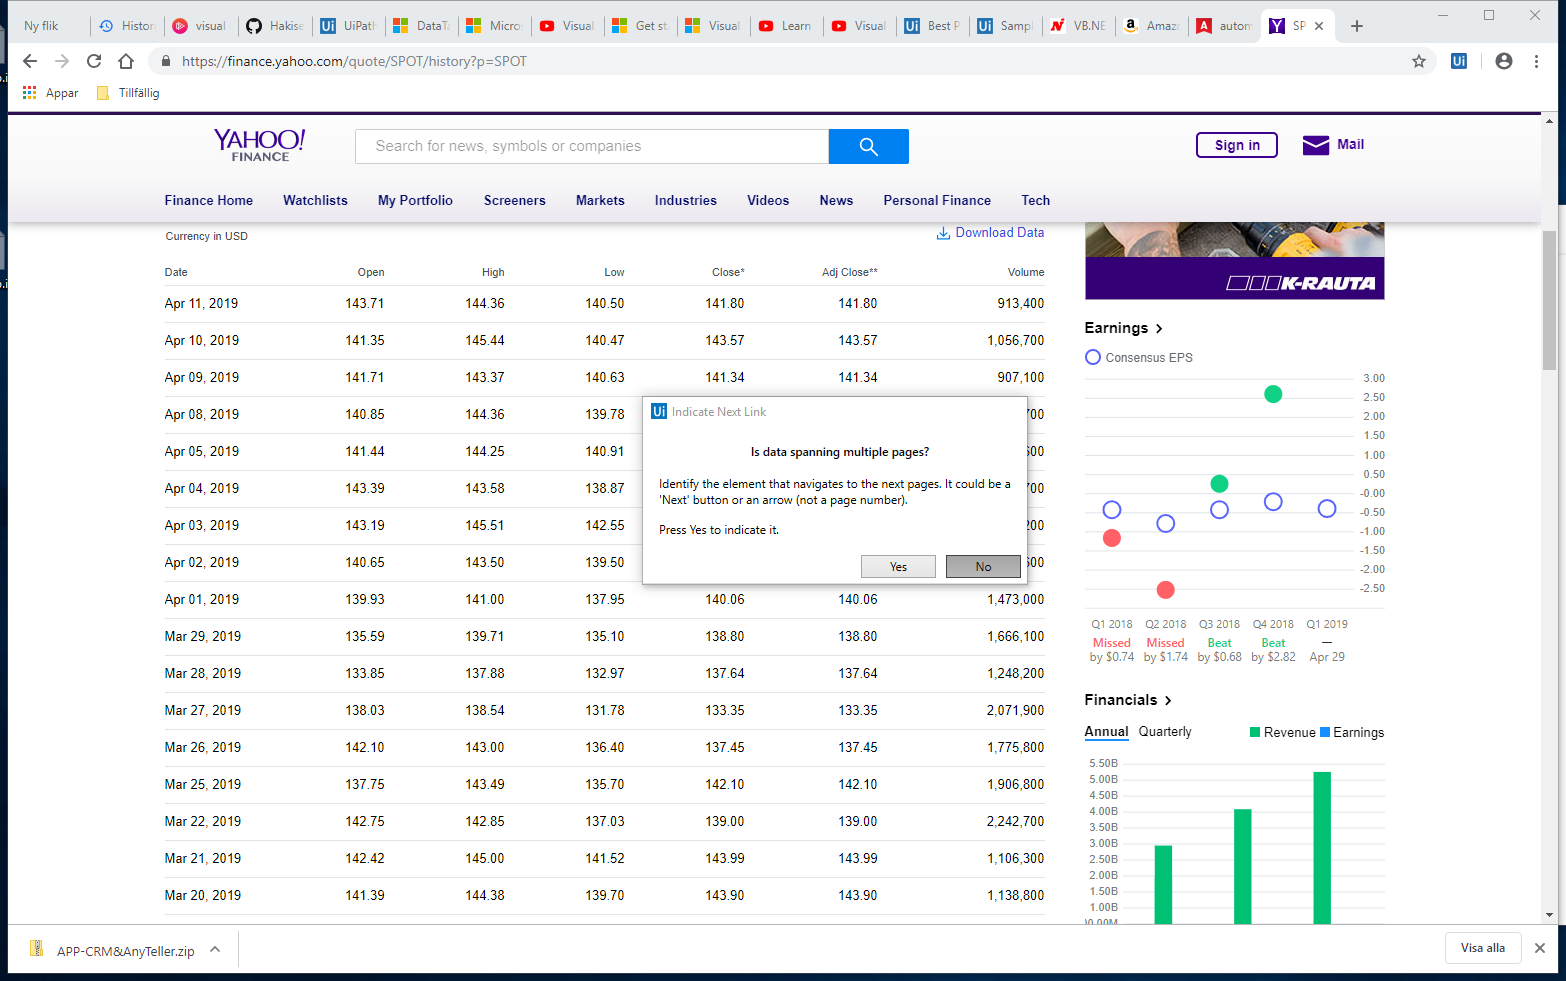 Ny flik
Histori
visual
Hakise
UiPath
DataTa
Micros
Visual
Get sta
Visual
Learn
Visual
Best P
Sampl
VB.NE
Amazo
autom
SP
https://finance.yahoo.com/quote/SPOT/history?p=SPOT
Appar
Tillfällig
YAHOO!
FINANCE
Search for news, symbols or companies
Sign in
Mail
Finance Home Watchlists My Portfolio Screeners Markets Industries Videos News Personal Finance Tech
Currency in USD
Download Data
Date Open High Low Close* Adj Close** Volume
Apr 11, 2019 143.71 144.36 140.50 141.80 141.80 913,400
Apr 10, 2019 141.35 145.44 140.47 143.57 143.57 1,056,700
Apr 09, 2019 141.71 143.37 140.63 141.34 141.34 907,100
Apr 08, 2019 140.85 144.36 139.78
Apr 05, 2019 141.44 144.25 140.91
Apr 04, 2019 143.39 143.58 138.87
Apr 03, 2019 143.19 145.51 142.55
Apr 02, 2019 140.65 143.50 139.50
Apr 01, 2019 139.93 141.00 137.95 140.06 140.06 1,473,000
Mar 29, 2019 135.59 139.71 135.10 138.80 138.80 1,666,100
Mar 28, 2019 133.85 137.88 132.97 137.64 137.64 1,248,200
Mar 27, 2019 138.03 138.54 131.78 133.35 133.35 2,071,900
Mar 26, 2019 142.10 143.00 136.40 137.45 137.45 1,775,800
Mar 25, 2019 137.75 143.49 135.70 142.10 142.10 1,906,800
Mar 22, 2019 142.75 142.85 137.03 139.00 139.00 2,242,700
Mar 21, 2019 142.42 145.00 141.52 143.99 143.99 1,106,300
Mar 20, 2019 141.39 144.38 139.70 143.90 143.90 1,138,800
Ui Indicate Next Link
Is data spanning multiple pages?
Identify the element that navigates to the next pages. It could be a
'Next' button or an arrow (not a page number).
Press Yes to indicate it.
Yes No
K-RAUTA
Earnings
Consensus EPS
3.00
2.50
2.00
1.50
1.00
0.50
-0.00
-0.50
-1.00
-1.50
-2.00
-2.50
Q1 2018 Q2 2018 Q3 2018 Q4 2018 Q1 2019
Missed Missed Beat Beat —
by $0.74 by $1.74 by $0.68 by $2.82 Apr 29
Financials
Annual Quarterly Revenue Earnings
5.50B
5.00B
4.50B
4.00B
3.50B
3.00B
2.50B
2.00B
1.50B
1.00B
APP-CRM&AnyTeller.zip
Visa alla